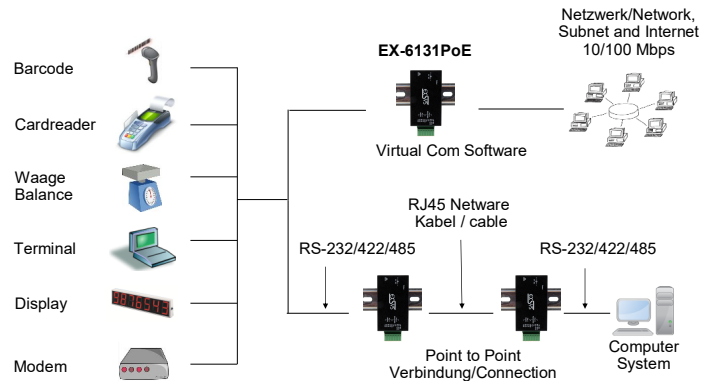 Netzwerk/Network,
Subnet and Internet
10/100 Mbps
EX-6131PoE
Virtual Com Software
Barcode
Cardreader
Waage
Balance
Terminal
Display
Modem
9876543
RJ45 Netware
Kabel / cable
RS-232/422/485
RS-232/422/485
Point to Point
Verbindung/Connection
Computer
System